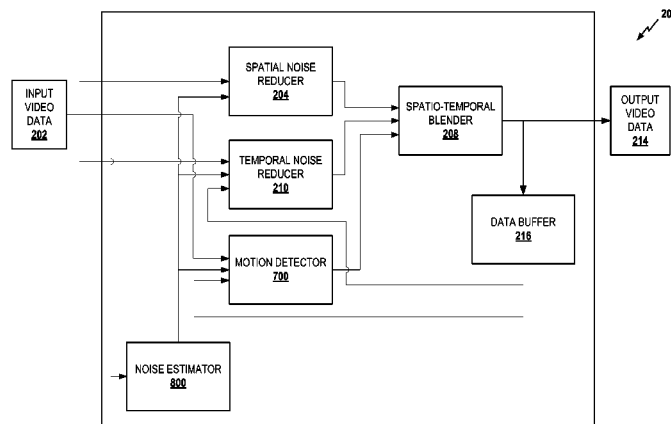 20
INPUT
VIDEO
DATA
202
SPATIAL NOISE
REDUCER
204
SPATIO-TEMPORAL
BLENDER
208
OUTPUT
VIDEO
DATA
214
TEMPORAL NOISE
REDUCER
210
DATA BUFFER
216
MOTION DETECTOR
700
NOISE ESTIMATOR
800